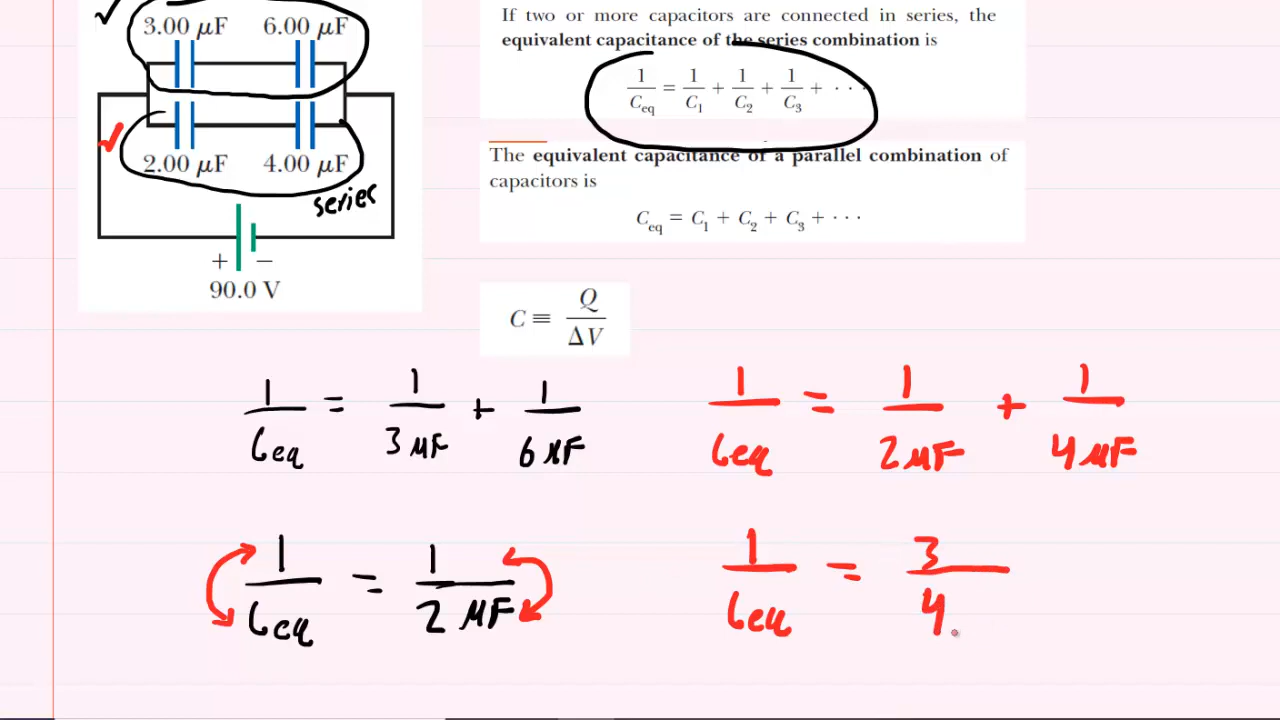 3.00 μF 6.00 μF
2.00 μF 4.00 μF
series
+ −
90.0 V
If two or more capacitors are connected in series, the
equivalent capacitance of the series combination is
1/C_eq = 1/C_1 + 1/C_2 + 1/C_3 + · · ·
The equivalent capacitance of a parallel combination of
capacitors is
C_eq = C_1 + C_2 + C_3 + · · ·
C ≡ Q/ΔV
1/Ceq = 1/3 μF + 1/6 μF
1/Ceq = 1/2 μF + 1/4 μF
1/Ceq = 1/2 μF
1/Ceq = 3/4